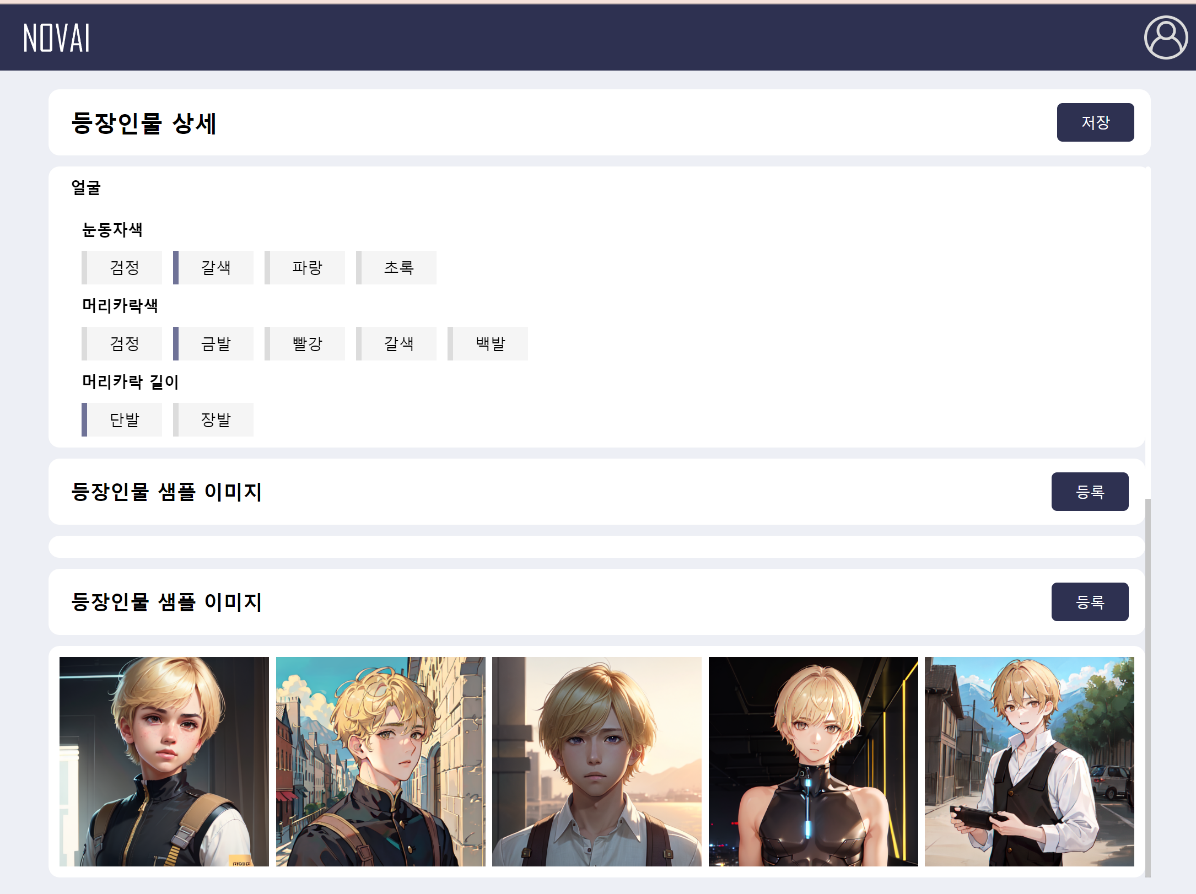 NOVAI
등장인물 상세
저장
얼굴
눈동자색
검정 갈색 파랑 초록
머리카락색
검정 금발 빨강 갈색 백발
머리카락 길이
단발 장발
등장인물 샘플 이미지
등록
등장인물 샘플 이미지
등록